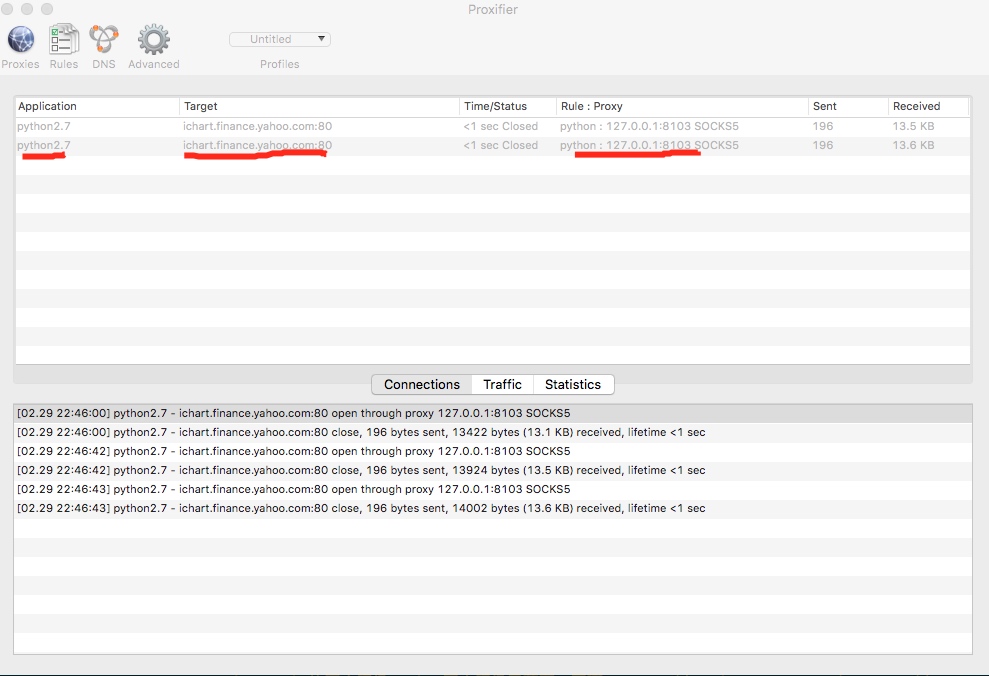 Proxifier
Untitled
Proxies Rules DNS Advanced Profiles
Application Target Time/Status Rule : Proxy Sent Received
python2.7 ichart.finance.yahoo.com:80 <1 sec Closed python : 127.0.0.1:8103 SOCKS5 196 13.5 KB
python2.7 ichart.finance.yahoo.com:80 <1 sec Closed python : 127.0.0.1:8103 SOCKS5 196 13.6 KB
Connections Traffic Statistics
[02.29 22:46:00] python2.7 - ichart.finance.yahoo.com:80 open through proxy 127.0.0.1:8103 SOCKS5
[02.29 22:46:00] python2.7 - ichart.finance.yahoo.com:80 close, 196 bytes sent, 13422 bytes (13.1 KB) received, lifetime <1 sec
[02.29 22:46:42] python2.7 - ichart.finance.yahoo.com:80 open through proxy 127.0.0.1:8103 SOCKS5
[02.29 22:46:42] python2.7 - ichart.finance.yahoo.com:80 close, 196 bytes sent, 13924 bytes (13.5 KB) received, lifetime <1 sec
[02.29 22:46:43] python2.7 - ichart.finance.yahoo.com:80 open through proxy 127.0.0.1:8103 SOCKS5
[02.29 22:46:43] python2.7 - ichart.finance.yahoo.com:80 close, 196 bytes sent, 14002 bytes (13.6 KB) received, lifetime <1 sec